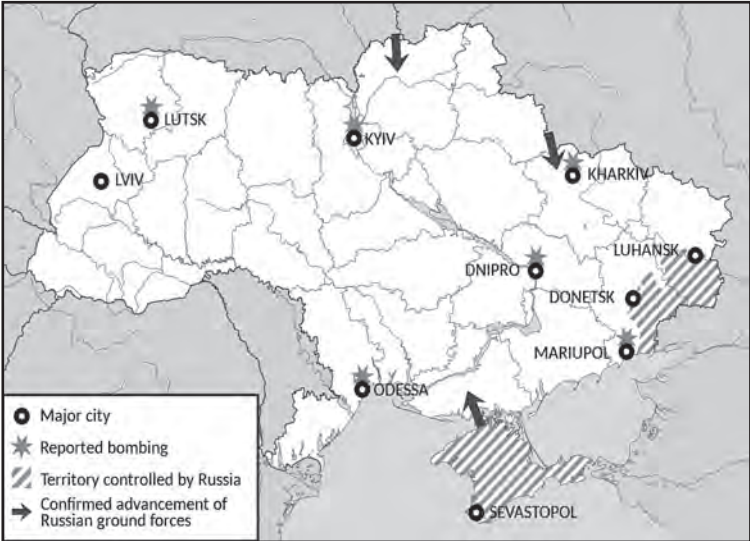 LUTSK
KYIV
LVIV
KHARKIV
LUHANSK
DNIPRO
DONETSK
MARIUPOL
ODESSA
SEVASTOPOL
Major city
Reported bombing
Territory controlled by Russia
Confirmed advancement of
Russian ground forces